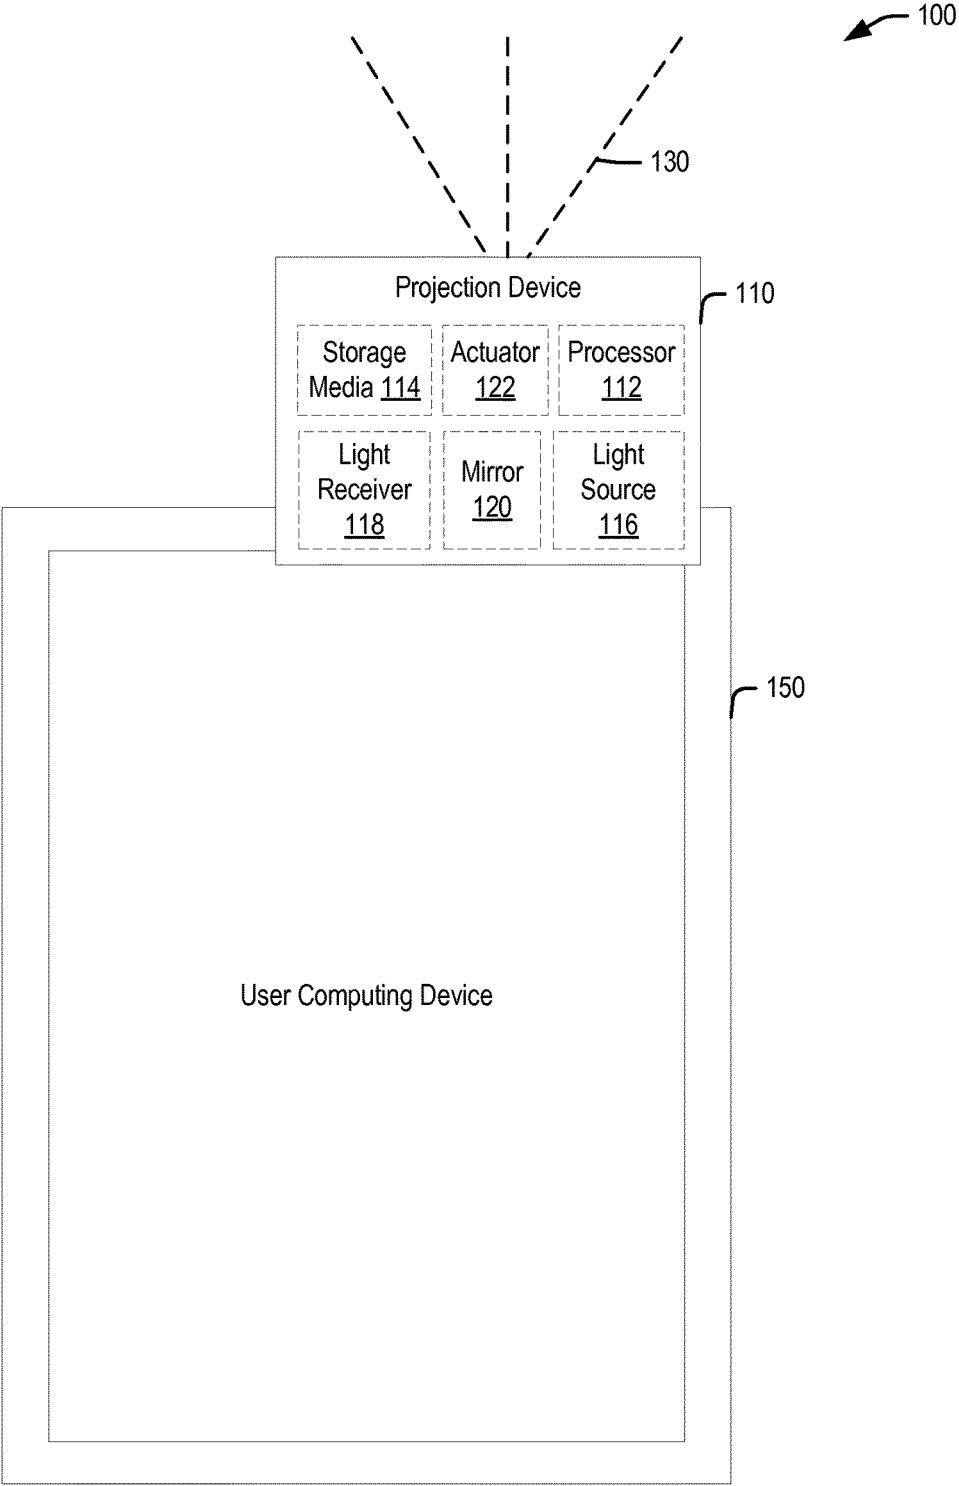 100
130
Projection Device
110
Storage
Media 114
Actuator
122
Processor
112
Light
Receiver
118
Mirror
120
Light
Source
116
150
User Computing Device